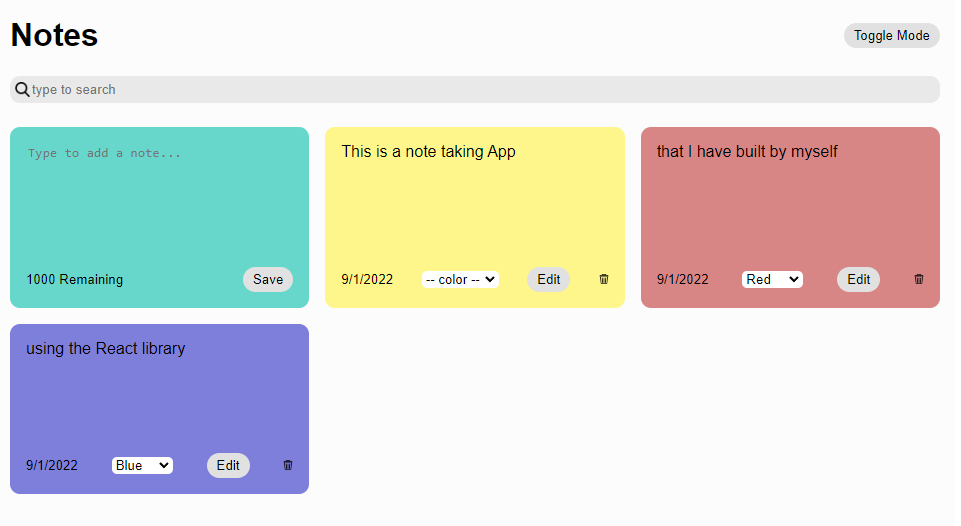 Notes
Toggle Mode
type to search
Type to add a note...
1000 Remaining
Save
This is a note taking App
9/1/2022
-- color --
Edit
that I have built by myself
9/1/2022
Red
Edit
using the React library
9/1/2022
Blue
Edit